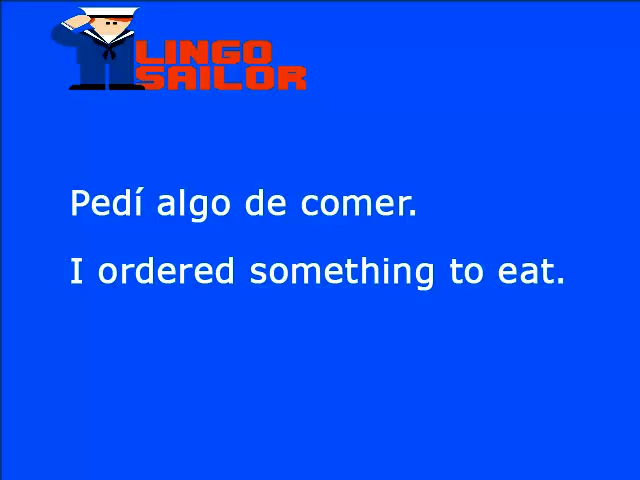 LINGO
SAILOR
Pedí algo de comer.
I ordered something to eat.